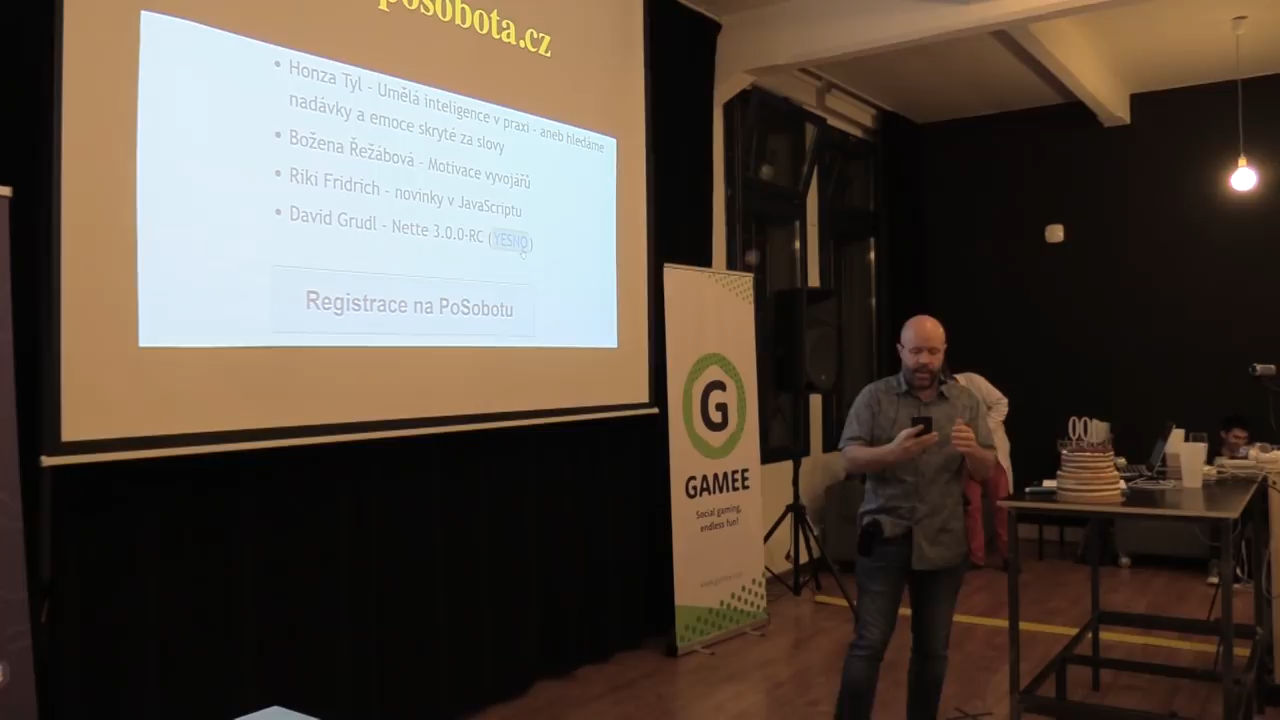 posobota.cz
• Honza Tyl - Umělá inteligence v praxi - aneb hledáme
nadávky a emoce skryté za slovy
• Božena Řežábová - Motivace vyvojářů
• Riki Fridrich - novinky v JavaScriptu
• David Grudl - Nette 3.0.0-RC (YESNO)
Registrace na PoSobotu
G
GAMEE
Social gaming,
endless fun!